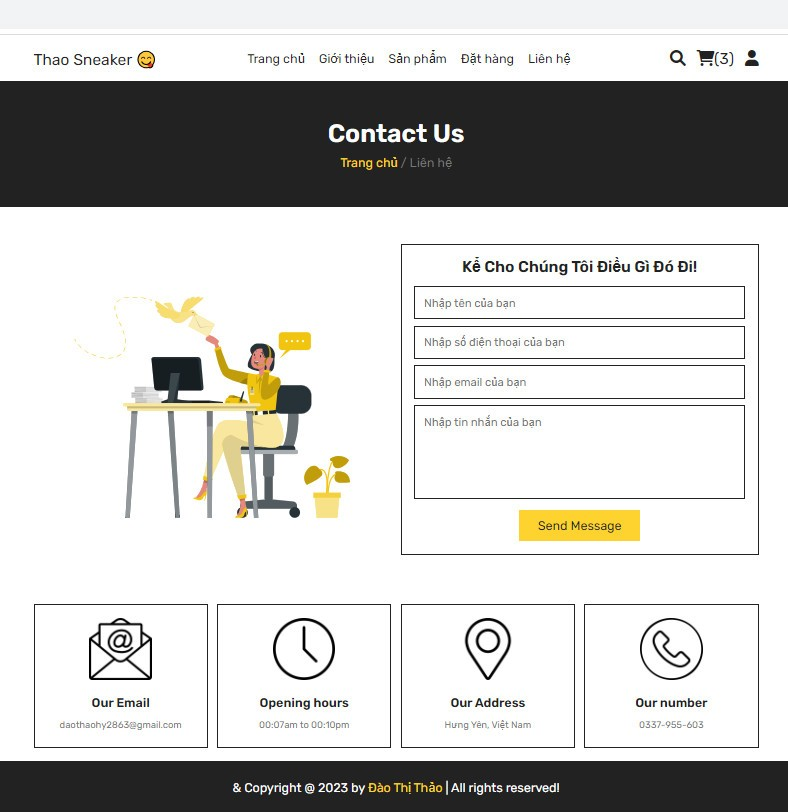 Thao Sneaker 😋 Trang chủ Giới thiệu Sản phẩm Đặt hàng Liên hệ (3)
Contact Us
Trang chủ / Liên hệ
Kể Cho Chúng Tôi Điều Gì Đó Đi!
Nhập tên của bạn
Nhập số điện thoại của bạn
Nhập email của bạn
Nhập tin nhắn của bạn
Send Message
@
Our Email
daothaohy2863@gmail.com
Opening hours
00:07am to 00:10pm
Our Address
Hưng Yên, Việt Nam
Our number
0337-955-603
& Copyright @ 2023 by Đào Thị Thảo | All rights reserved!